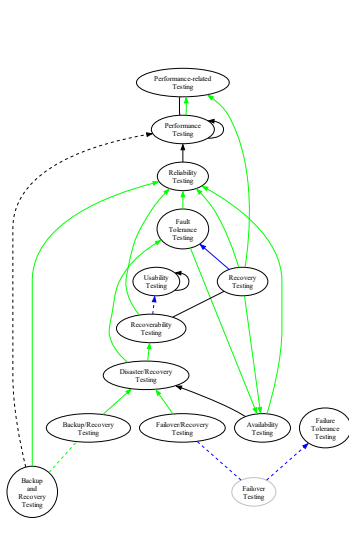 Performance-related
Testing
Performance
Testing
Reliability
Testing
Fault
Tolerance
Testing
Usability
Testing
Recovery
Testing
Recoverability
Testing
Disaster/Recovery
Testing
Backup/Recovery
Testing
Failover/Recovery
Testing
Availability
Testing
Failure
Tolerance
Testing
Backup
and
Recovery
Testing
Failover
Testing